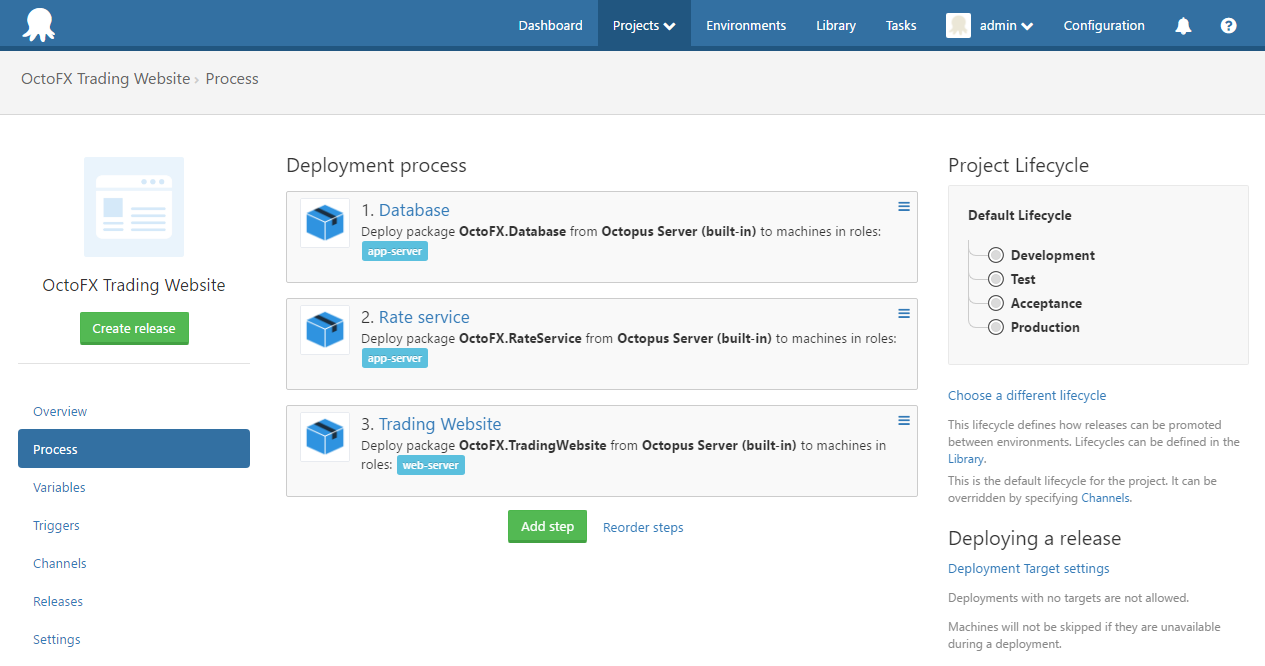 Dashboard Projects Environments Library Tasks admin Configuration
OctoFX Trading Website › Process
OctoFX Trading Website
Create release
Overview
Process
Variables
Triggers
Channels
Releases
Settings
Deployment process
1. Database
Deploy package OctoFX.Database from Octopus Server (built-in) to machines in roles:
app-server
2. Rate service
Deploy package OctoFX.RateService from Octopus Server (built-in) to machines in roles:
app-server
3. Trading Website
Deploy package OctoFX.TradingWebsite from Octopus Server (built-in) to machines in
roles: web-server
Add step Reorder steps
Project Lifecycle
Default Lifecycle
Development
Test
Acceptance
Production
Choose a different lifecycle
This lifecycle defines how releases can be promoted
between environments. Lifecycles can be defined in the
Library.
This is the default lifecycle for the project. It can be
overridden by specifying Channels.
Deploying a release
Deployment Target settings
Deployments with no targets are not allowed.
Machines will not be skipped if they are unavailable
during a deployment.